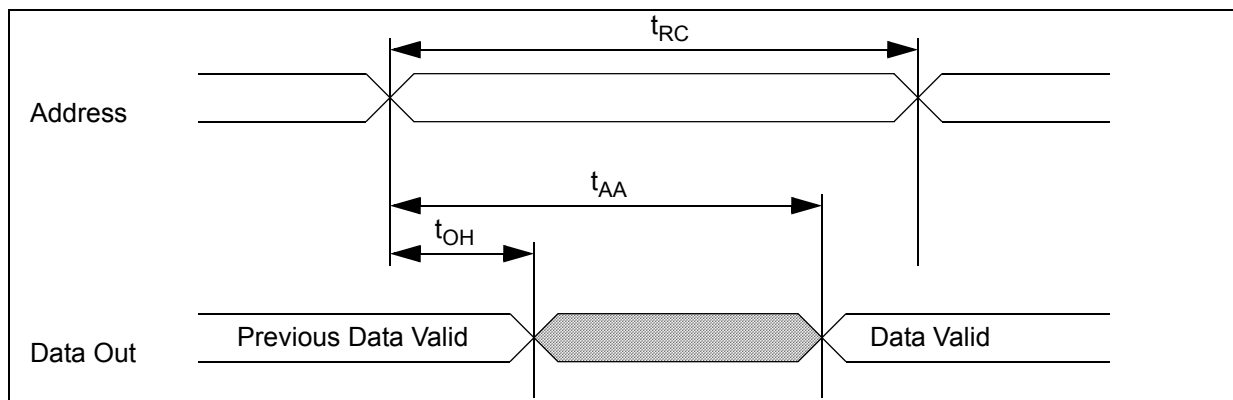 tRC
Address
tAA
tOH
Previous Data Valid
Data Valid
Data Out